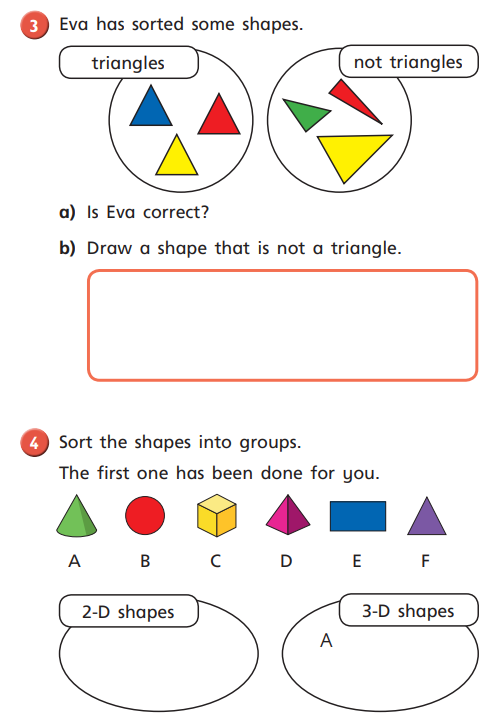 3 Eva has sorted some shapes.
triangles
not triangles
a) Is Eva correct?
b) Draw a shape that is not a triangle.
4 Sort the shapes into groups.
The first one has been done for you.
A B C D E F
2-D shapes
3-D shapes
A